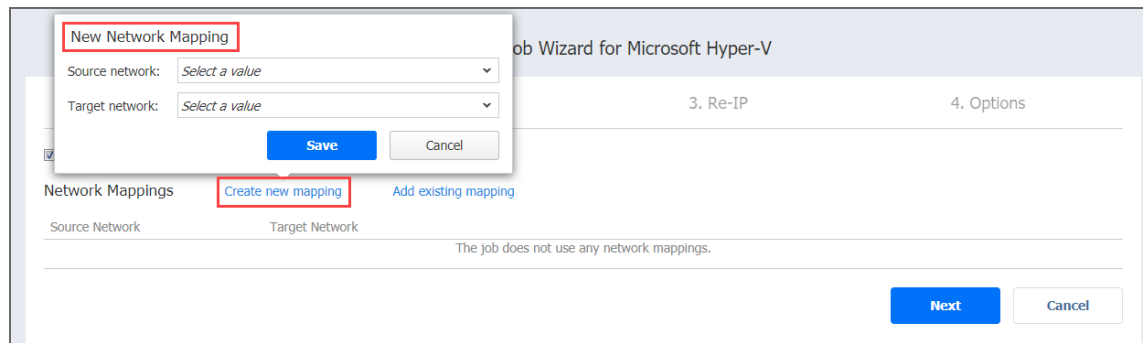 New Network Mapping
ob Wizard for Microsoft Hyper-V
Source network: Select a value
Target network: Select a value
3. Re-IP 4. Options
Save Cancel
Network Mappings Create new mapping Add existing mapping
Source Network Target Network
The job does not use any network mappings.
Next Cancel